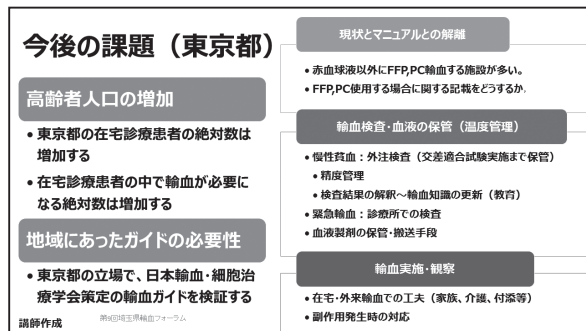 今後の課題（東京都）
高齢者人口の増加
• 東京都の在宅診療患者の絶対数は
増加する
• 在宅診療患者の中で輸血が必要に
なる絶対数は増加する
地域にあったガイドの必要性
• 東京都の立場で、日本輸血・細胞治
療学会策定の輸血ガイドを検証する
講師作成
第9回埼玉県輸血フォーラム
現状とマニュアルとの解離
• 赤血球液以外にFFP,PC輸血する施設が多い。
• FFP,PC使用する場合に関する記載をどうするか。
輸血検査・血液の保管（温度管理）
• 慢性貧血：外注検査（交差適合試験実施まで保管）
• 精度管理
• 検査結果の解釈～輸血知識の更新（教育）
• 緊急輸血：診療所での検査
• 血液製剤の保管・搬送手段
輸血実施・観察
• 在宅・外来輸血での工夫（家族、介護、付添等）
• 副作用発生時の対応